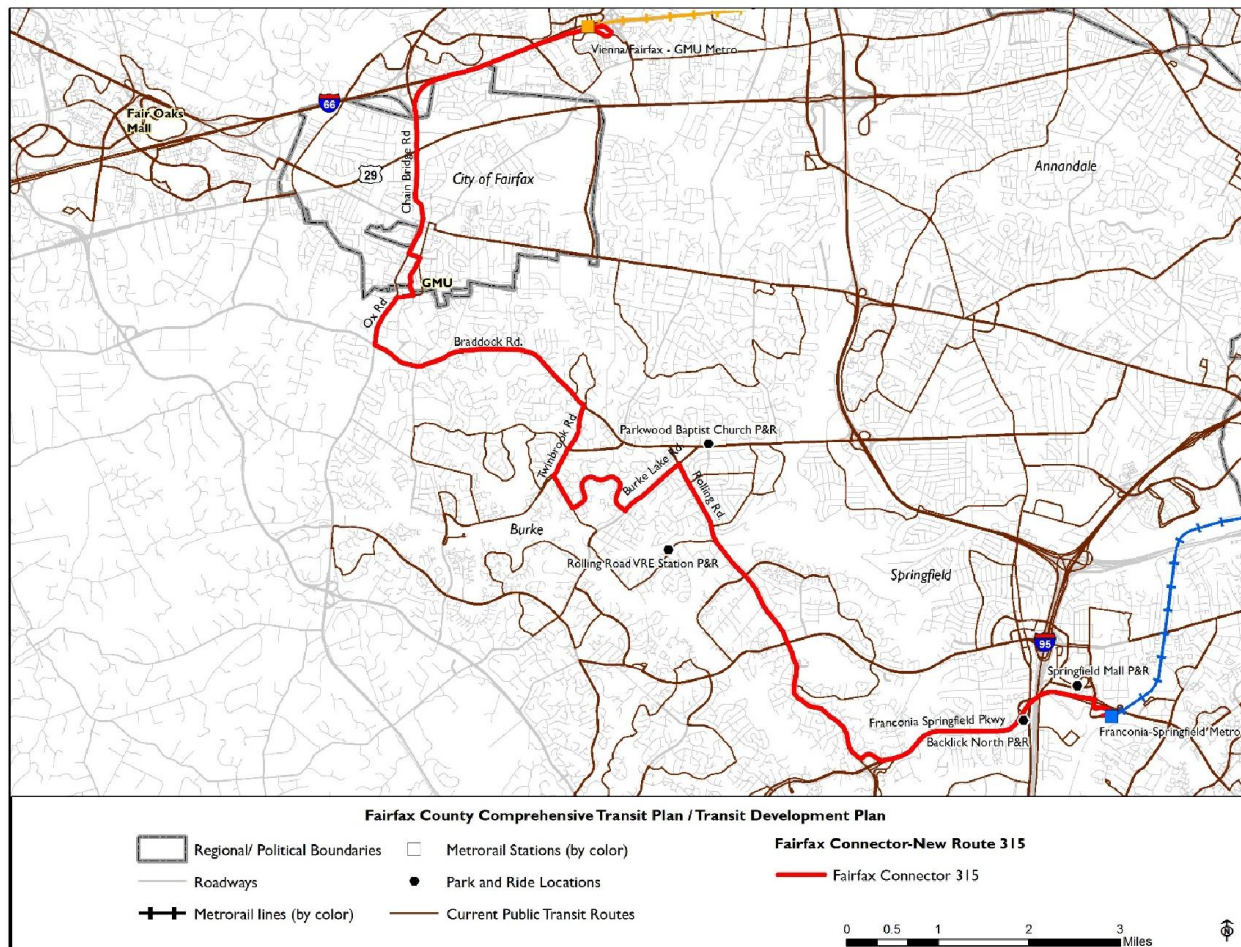 Vienna/Fairfax - GMU Metro
66
Fair Oaks
Mall
Chain Bridge Rd
29
City of Fairfax
Annandale
GMU
Ox Rd
Braddock Rd.
Twinbrook Rd
Parkwood Baptist Church P&R
Burke Lake Rd
Rolling Rd
Burke
Rolling Road VRE Station P&R
Springfield
95
Springfield Mall P&R
Franconia Springfield Pkwy
Franconia-Springfield Metro
Backlick North P&R
Fairfax County Comprehensive Transit Plan / Transit Development Plan
Regional/ Political Boundaries
Metrorail Stations (by color)
Fairfax Connector-New Route 315
Roadways
Park and Ride Locations
Fairfax Connector 315
Metrorail lines (by color)
Current Public Transit Routes
0 0.5 1 2 3
Miles
N